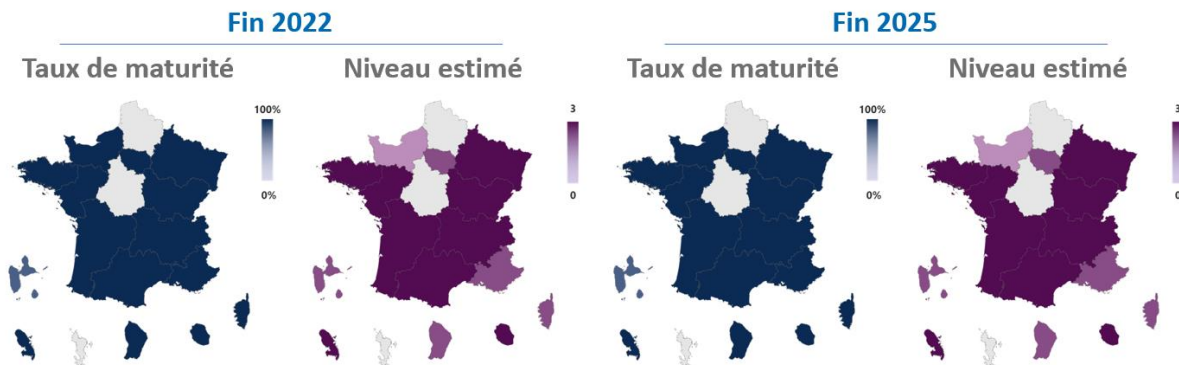 Fin 2022
Fin 2025
Taux de maturité
Niveau estimé
Taux de maturité
Niveau estimé
100%
3
100%
3
0%
0
0%
0